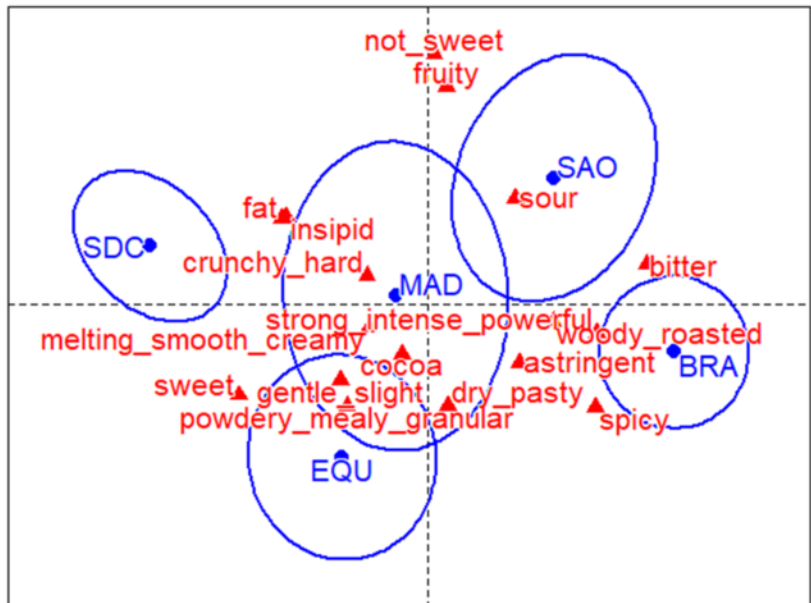 not_sweet
fruity
SAO
sour
fat
insipid
SDC
crunchy_hard
bitter
MAD
strong_intense_powerful
woody_roasted
melting_smooth_creamy
cocoa
astringent
BRA
sweet
gentle_slight
dry_pasty
powdery_mealy_granular
spicy
EQU